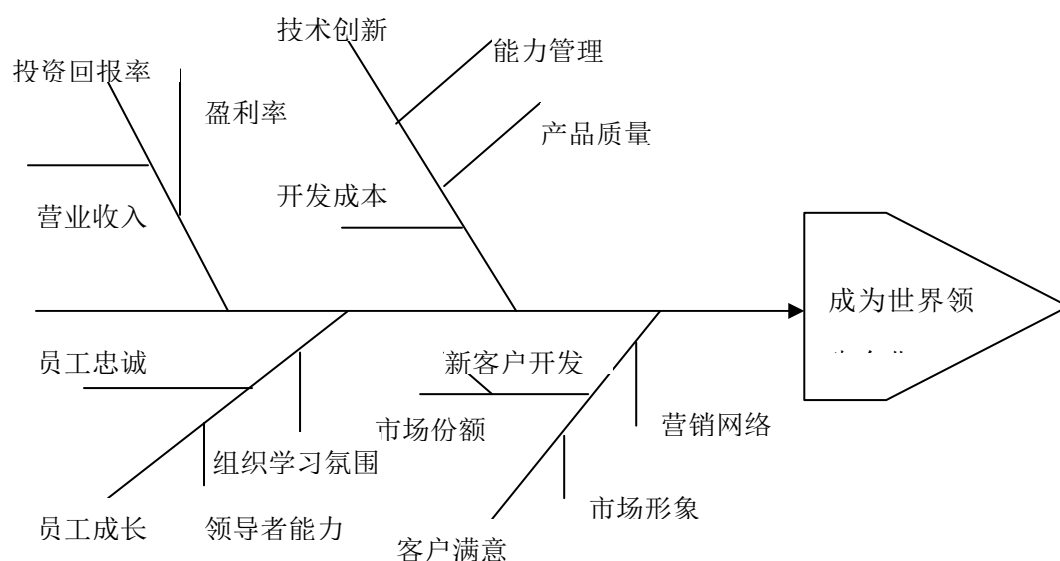 技术创新
能力管理
投资回报率
盈利率
产品质量
开发成本
营业收入
成为世界领
员工忠诚
新客户开发
市场份额
营销网络
组织学习氛围
市场形象
员工成长
领导者能力
客户满意